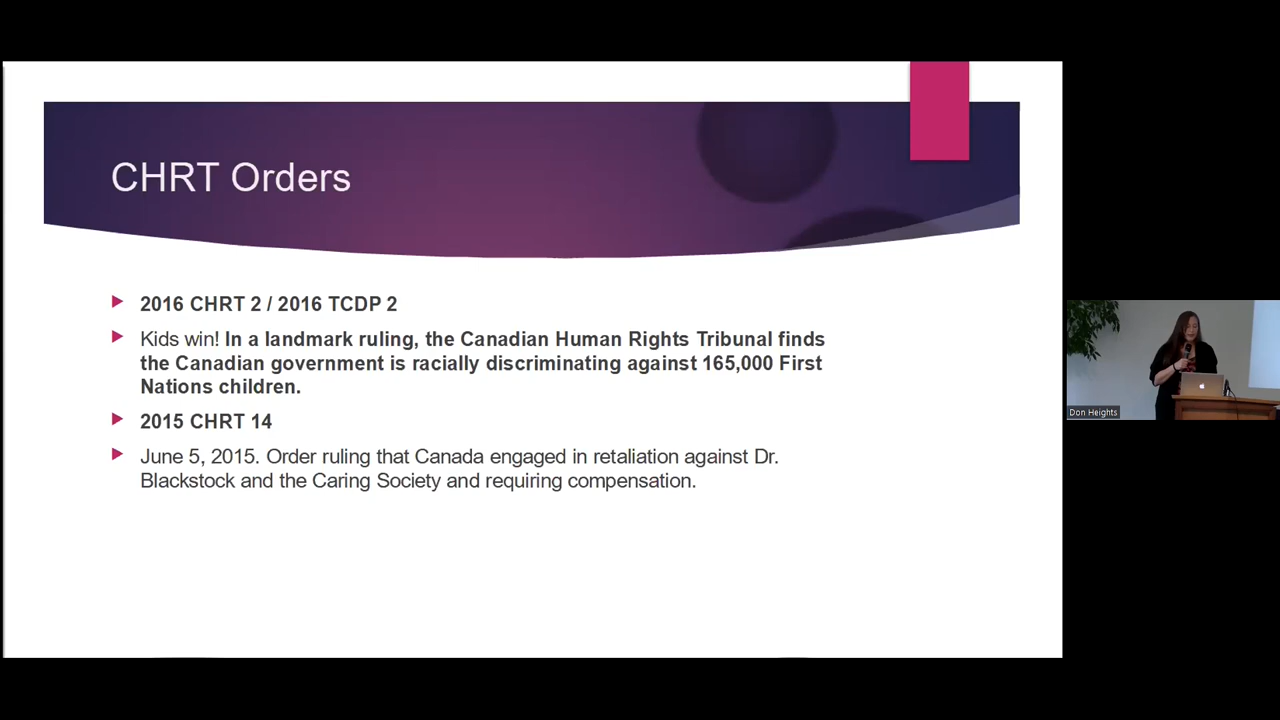 CHRT Orders
2016 CHRT 2 / 2016 TCDP 2
Kids win! In a landmark ruling, the Canadian Human Rights Tribunal finds
the Canadian government is racially discriminating against 165,000 First
Nations children.
2015 CHRT 14
June 5, 2015. Order ruling that Canada engaged in retaliation against Dr.
Blackstock and the Caring Society and requiring compensation.
Don Heights